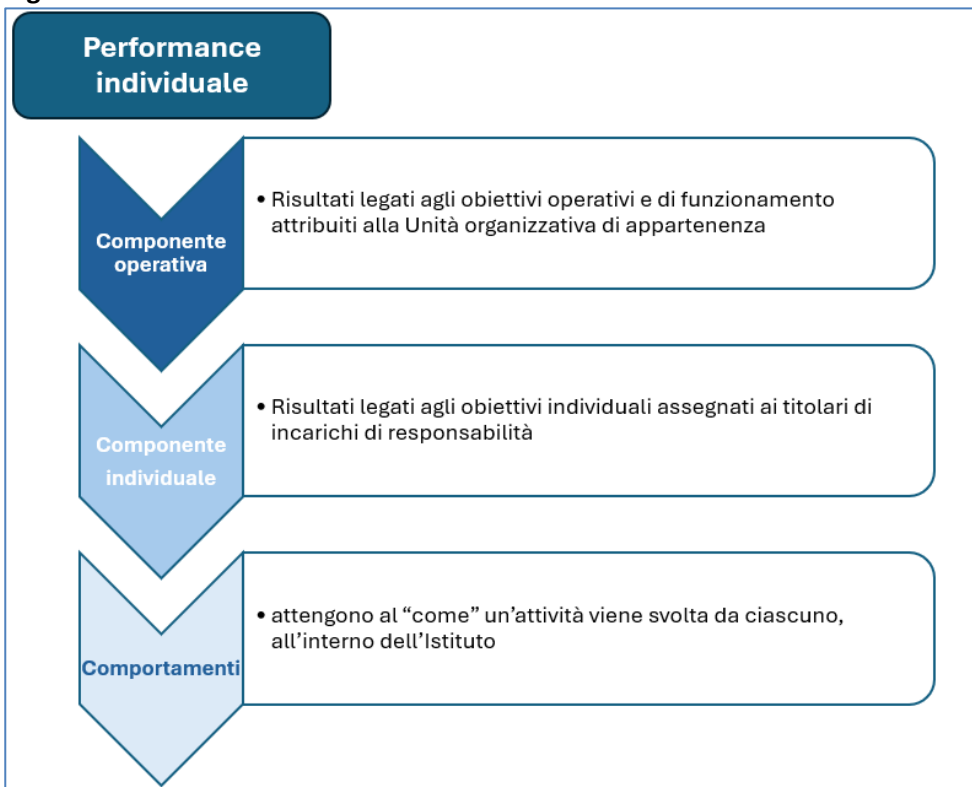 Performance
individuale
Componente
operativa
• Risultati legati agli obiettivi operativi e di funzionamento
attribuiti alla Unità organizzativa di appartenenza
Componente
individuale
• Risultati legati agli obiettivi individuali assegnati ai titolari di
incarichi di responsabilità
Comportamenti
• attengono al “come” un’attività viene svolta da ciascuno,
all’interno dell’Istituto